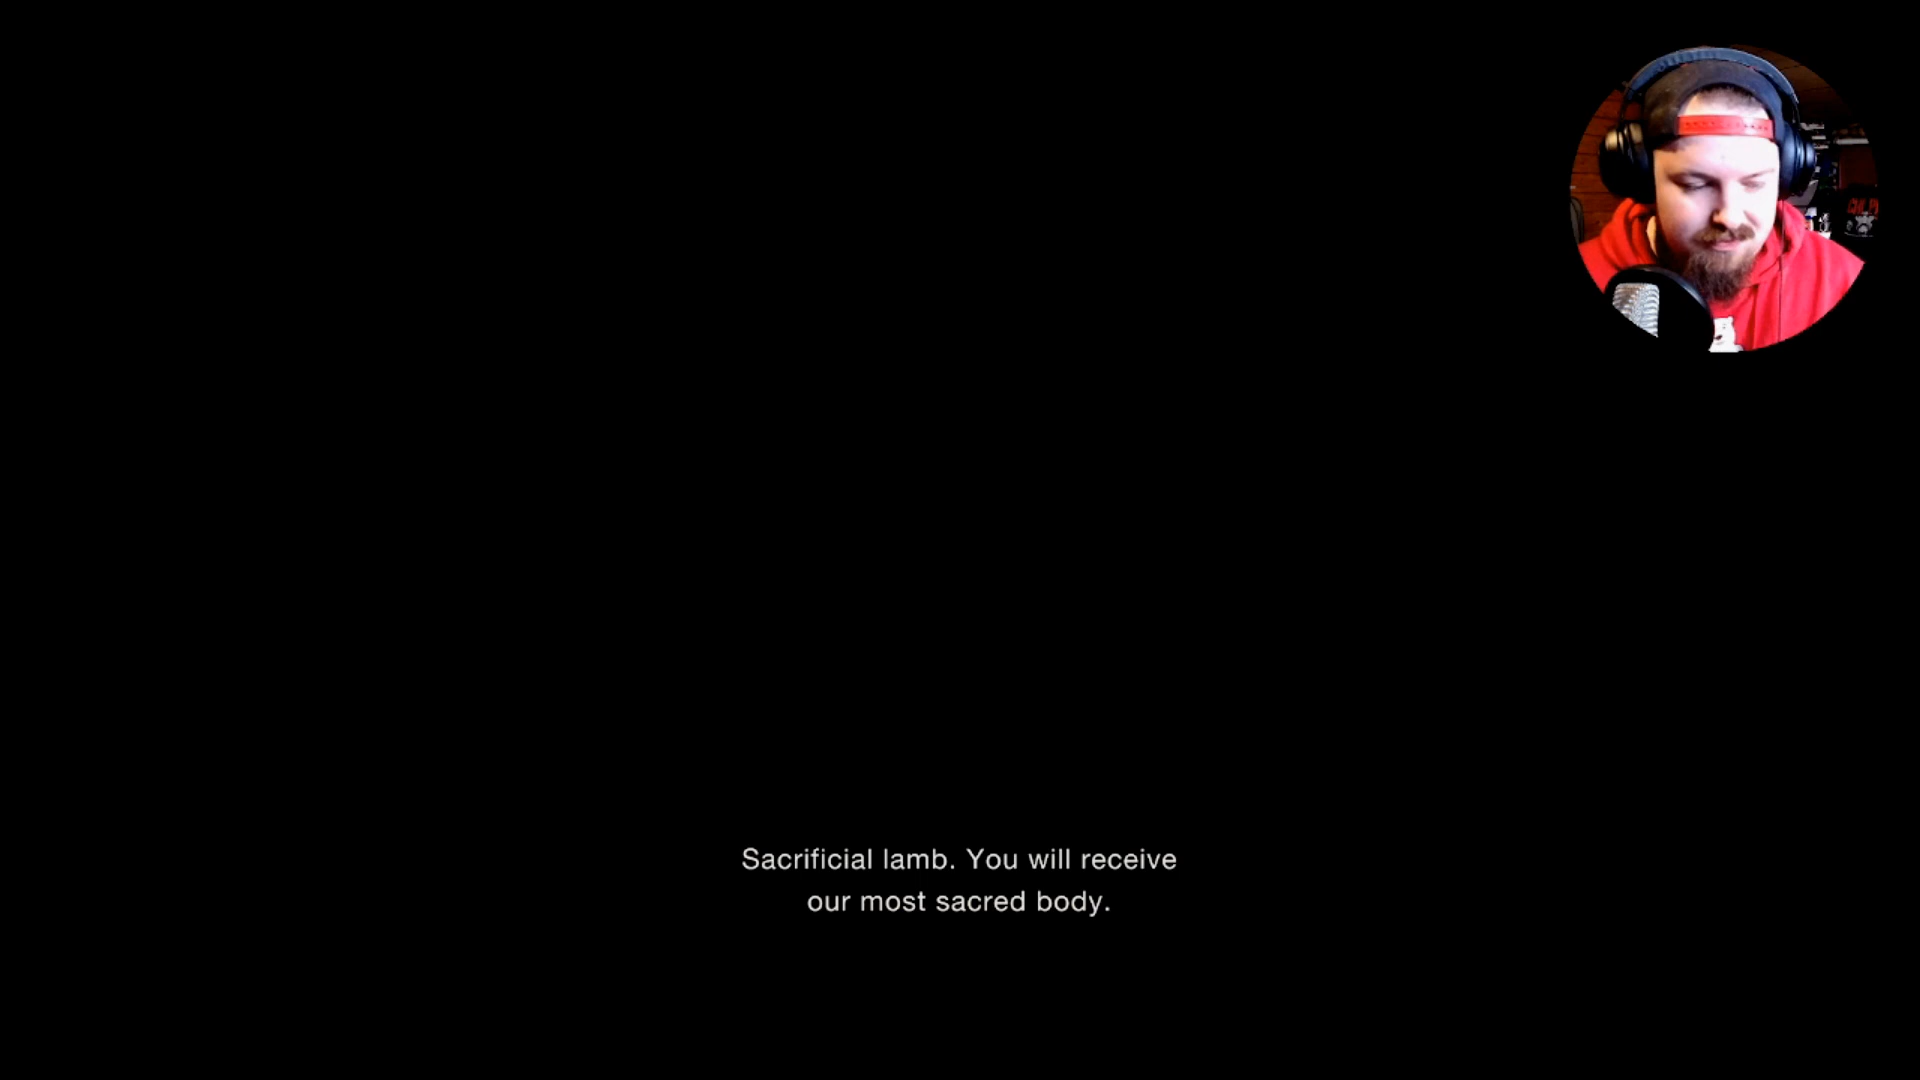 Sacrificial lamb. You will receive
our most sacred body.